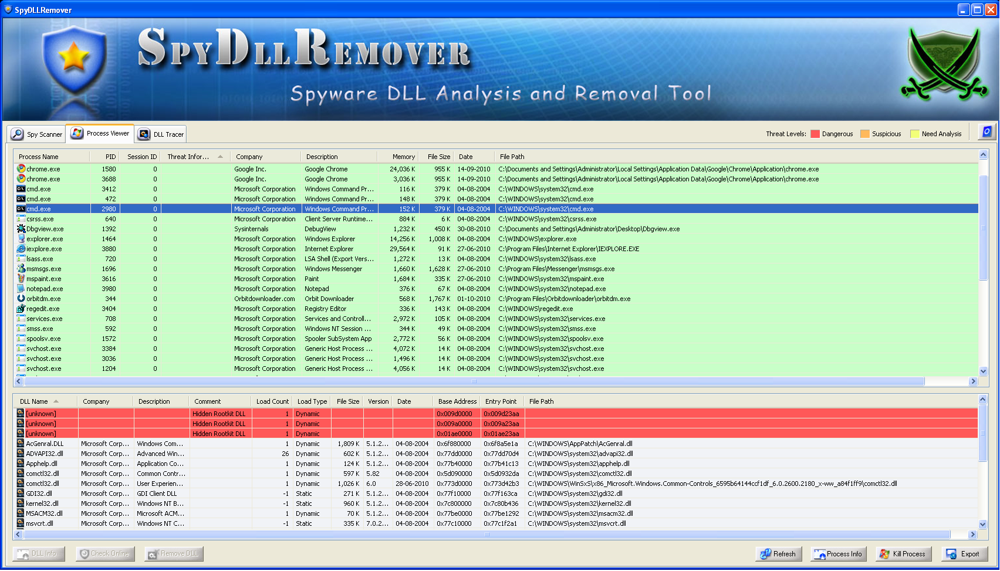 SpyDLLRemover
SpyDllRemover
Spyware DLL Analysis and Removal Tool
Spy Scanner Process Viewer DLL Tracer Threat Levels: Dangerous Suspicious Need Analysis
Process Name PID Session ID Threat Infor... Company Description Memory File Size Date File Path
chrome.exe 1580 0 Google Inc. Google Chrome 24,036 K 955 K 14-09-2010 C:\Documents and Settings\Administrator\Local Settings\Application Data\Google\Chrome\Application\chrome.exe
chrome.exe 3688 0 Google Inc. Google Chrome 3,036 K 955 K 14-09-2010 C:\Documents and Settings\Administrator\Local Settings\Application Data\Google\Chrome\Application\chrome.exe
cmd.exe 3412 0 Microsoft Corporation Windows Command Pr... 116 K 379 K 04-08-2004 C:\WINDOWS\system32\cmd.exe
cmd.exe 472 0 Microsoft Corporation Windows Command Pr... 148 K 379 K 04-08-2004 C:\WINDOWS\system32\cmd.exe
cmd.exe 2980 0 Microsoft Corporation Windows Command Pr... 152 K 379 K 04-08-2004 C:\WINDOWS\system32\cmd.exe
csrss.exe 640 0 Microsoft Corporation Client Server Runtime... 884 K 6 K 04-08-2004 C:\WINDOWS\system32\csrss.exe
Dbgview.exe 1392 0 Sysinternals DebugView 1,232 K 450 K 30-08-2010 C:\Documents and Settings\Administrator\Desktop\Dbgview.exe
explorer.exe 1464 0 Microsoft Corporation Windows Explorer 14,256 K 1,008 K 04-08-2004 C:\WINDOWS\explorer.exe
iexplore.exe 3880 0 Microsoft Corporation Internet Explorer 29,564 K 91 K 27-06-2010 C:\Program Files\Internet Explorer\IEXPLORE.EXE
lsass.exe 720 0 Microsoft Corporation LSA Shell (Export Vers... 1,272 K 13 K 04-08-2004 C:\WINDOWS\system32\lsass.exe
msmsgs.exe 1696 0 Microsoft Corporation Windows Messenger 1,660 K 1,628 K 27-06-2010 C:\Program Files\Messenger\msmsgs.exe
mspaint.exe 3616 0 Microsoft Corporation Paint 1,684 K 335 K 27-06-2010 C:\WINDOWS\system32\mspaint.exe
notepad.exe 3980 0 Microsoft Corporation Notepad 376 K 67 K 04-08-2004 C:\WINDOWS\system32\notepad.exe
orbitdm.exe 344 0 Orbitdownloader.com Orbit Downloader 568 K 1,767 K 01-10-2010 C:\Program Files\Orbitdownloader\orbitdm.exe
regedit.exe 3404 0 Microsoft Corporation Registry Editor 336 K 143 K 04-08-2004 C:\WINDOWS\regedit.exe
services.exe 708 0 Microsoft Corporation Services and Controll... 2,972 K 105 K 04-08-2004 C:\WINDOWS\system32\services.exe
smss.exe 592 0 Microsoft Corporation Windows NT Session ... 344 K 49 K 04-08-2004 C:\WINDOWS\system32\smss.exe
spoolsv.exe 1572 0 Microsoft Corporation Spooler SubSystem App 2,772 K 56 K 04-08-2004 C:\WINDOWS\system32\spoolsv.exe
svchost.exe 3384 0 Microsoft Corporation Generic Host Process ... 4,072 K 14 K 04-08-2004 C:\WINDOWS\system32\svchost.exe
svchost.exe 3036 0 Microsoft Corporation Generic Host Process ... 1,496 K 14 K 04-08-2004 C:\WINDOWS\system32\svchost.exe
svchost.exe 1204 0 Microsoft Corporation Generic Host Process ... 4,056 K 14 K 04-08-2004 C:\WINDOWS\system32\svchost.exe
DLL Name Company Description Comment Load Count Load Type File Size Version Date Base Address Entry Point File Path
[unknown] Hidden Rootkit DLL 1 Dynamic 0x009d0000 0x009d23aa
[unknown] Hidden Rootkit DLL 1 Dynamic 0x009a0000 0x009a23aa
[unknown] Hidden Rootkit DLL 1 Dynamic 0x01ae0000 0x01ae23aa
AcGenral.DLL Microsoft Corp... Windows Com... 1 Dynamic 1,809 K 5.1.2... 04-08-2004 0x6f880000 0x6f8a5e1a C:\WINDOWS\AppPatch\AcGenral.dll
ADVAPI32.dll Microsoft Corp... Advanced Win... 26 Dynamic 602 K 5.1.2... 04-08-2004 0x77dd0000 0x77dd70d4 C:\WINDOWS\system32\advapi32.dll
Apphelp.dll Microsoft Corp... Application Co... 1 Dynamic 124 K 5.1.2... 04-08-2004 0x77b40000 0x77b41c13 C:\WINDOWS\system32\apphelp.dll
comctl32.dll Microsoft Corp... Common Contr... 1 Dynamic 597 K 5.82 04-08-2004 0x5d090000 0x5d0932da C:\WINDOWS\system32\comctl32.dll
comctl32.dll Microsoft Corp... User Experien... 1 Dynamic 1,026 K 6.0 28-06-2010 0x773d0000 0x773d42b3 C:\WINDOWS\WinSxS\x86_Microsoft.Windows.Common-Controls_6595b64144ccf1df_6.0.2600.2180_x-ww_a84f1ff9\comctl32.dll
GDI32.dll Microsoft Corp... GDI Client DLL -1 Static 271 K 5.1.2... 04-08-2004 0x77f10000 0x77f163ca C:\WINDOWS\system32\gdi32.dll
kernel32.dll Microsoft Corp... Windows NT B... -1 Static 960 K 5.1.2... 04-08-2004 0x7c800000 0x7c80b436 C:\WINDOWS\system32\kernel32.dll
MSACM32.dll Microsoft Corp... Microsoft ACM... 1 Dynamic 70 K 5.1.2... 04-08-2004 0x77be0000 0x77be1292 C:\WINDOWS\system32\msacm32.dll
msvcrt.dll Microsoft Corp... Windows NT C... -1 Static 335 K 7.0.2... 04-08-2004 0x77c10000 0x77c1f2a1 C:\WINDOWS\system32\msvcrt.dll
DLL Info Check Online Remove DLL Refresh Process Info Kill Process Export